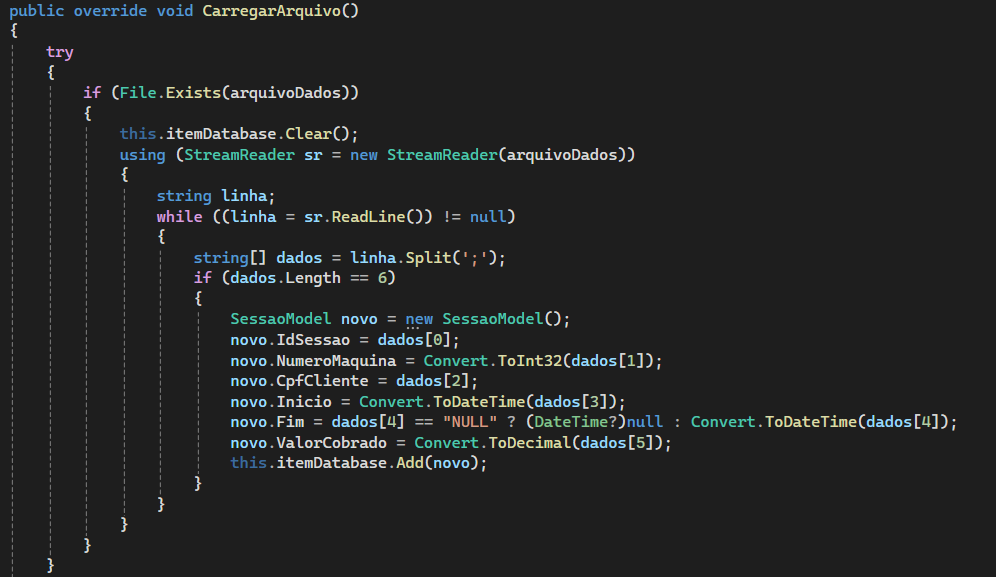 public override void CarregarArquivo()
{
    try
    {
        if (File.Exists(arquivoDados))
        {
            this.itemDatabase.Clear();
            using (StreamReader sr = new StreamReader(arquivoDados))
            {
                string linha;
                while ((linha = sr.ReadLine()) != null)
                {
                    string[] dados = linha.Split(';');
                    if (dados.Length == 6)
                    {
                        SessaoModel novo = new SessaoModel();
                        novo.IdSessao = dados[0];
                        novo.NumeroMaquina = Convert.ToInt32(dados[1]);
                        novo.CpfCliente = dados[2];
                        novo.Inicio = Convert.ToDateTime(dados[3]);
                        novo.Fim = dados[4] == "NULL" ? (DateTime?)null : Convert.ToDateTime(dados[4]);
                        novo.ValorCobrado = Convert.ToDecimal(dados[5]);
                        this.itemDatabase.Add(novo);
                    }
                }
            }
        }
    }